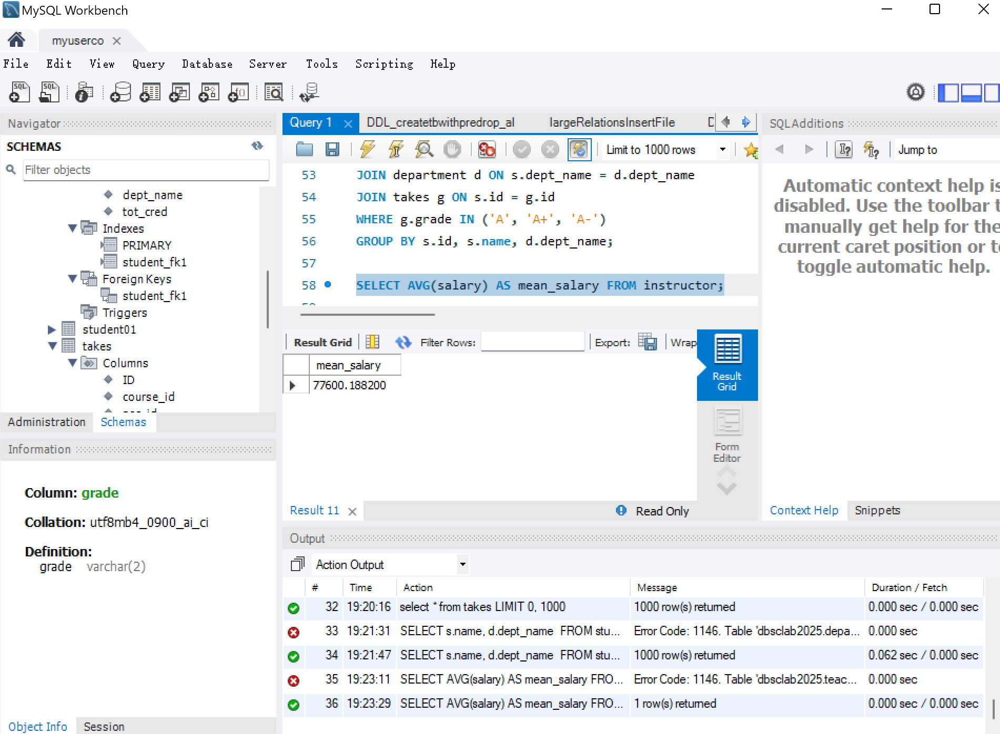 MySQL Workbench
myuserco
File Edit View Query Database Server Tools Scripting Help
Navigator
SCHEMAS
Filter objects
dept_name
tot_cred
Indexes
PRIMARY
student_fk1
Foreign Keys
student_fk1
Triggers
student01
takes
Columns
ID
course_id
Administration Schemas
Information
Column: grade
Collation: utf8mb4_0900_ai_ci
Definition:
grade varchar(2)
Object Info Session
Query 1 DDL_createtbwithpredrop_al largeRelationsInsertFile D
Limit to 1000 rows
53 JOIN department d ON s.dept_name = d.dept_name
54 JOIN takes g ON s.id = g.id
55 WHERE g.grade IN ('A', 'A+', 'A-')
56 GROUP BY s.id, s.name, d.dept_name;
57
58 SELECT AVG(salary) AS mean_salary FROM instructor;
Result Grid Filter Rows: Export: Wrap
mean_salary
77600.188200
Result
Grid
Form
Editor
Result 11 Read Only
SQLAdditions
Jump to
Automatic context help is
disabled. Use the toolbar t
manually get help for the
current caret position or to
toggle automatic help.
Context Help Snippets
Output
Action Output
# Time Action Message Duration / Fetch
32 19:20:16 select * from takes LIMIT 0, 1000 1000 row(s) returned 0.000 sec / 0.000 sec
33 19:21:31 SELECT s.name, d.dept_name FROM stu... Error Code: 1146. Table 'dbsclab2025.depa... 0.000 sec
34 19:21:47 SELECT s.name, d.dept_name FROM stu... 1000 row(s) returned 0.062 sec / 0.000 sec
35 19:23:11 SELECT AVG(salary) AS mean_salary FRO... Error Code: 1146. Table 'dbsclab2025.teac... 0.000 sec
36 19:23:29 SELECT AVG(salary) AS mean_salary FRO... 1 row(s) returned 0.000 sec / 0.000 sec